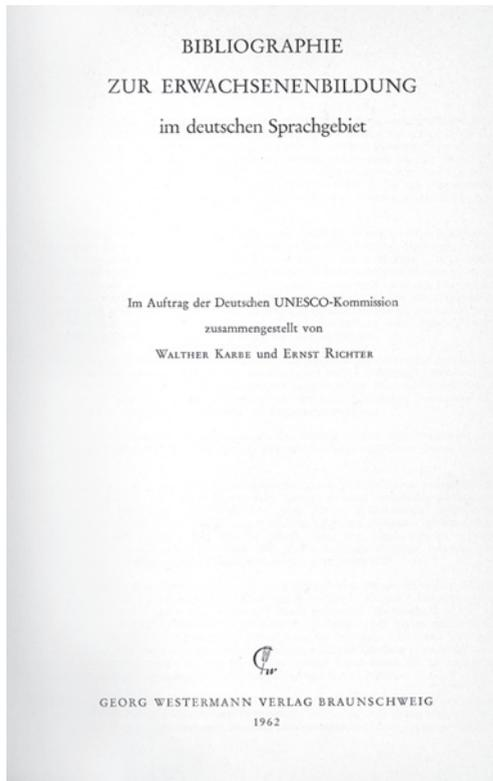 BIBLIOGRAPHIE
ZUR ERWACHSENENBILDUNG
im deutschen Sprachgebiet
Im Auftrag der Deutschen UNESCO-Kommission
zusammengestellt von
WALTHER KARBE und ERNST RICHTER
GEORG WESTERMANN VERLAG BRAUNSCHWEIG
1962